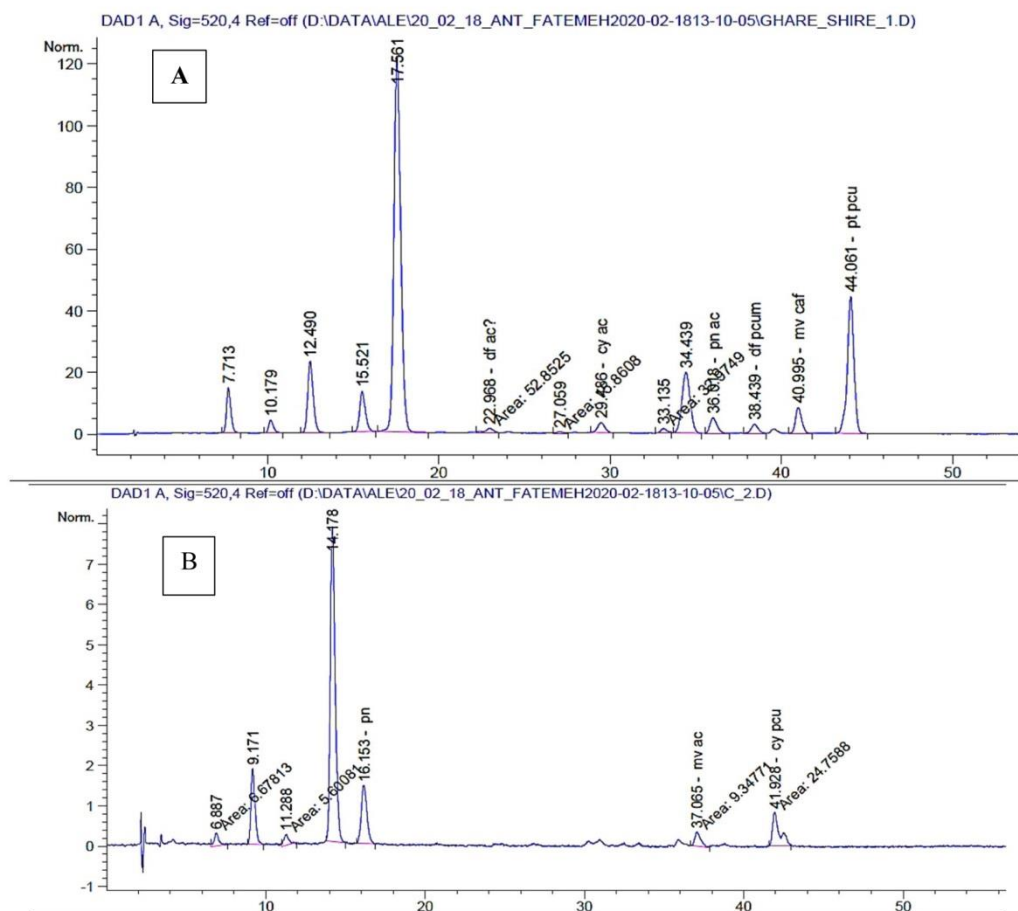 DAD1 A, Sig=520,4 Ref=off (D:\DATA\ALE\20_02_18_ANT_FATEMEH2020-02-1813-10-05\GHARE_SHIRE_1.D)
Norm.
A
120
100
80
60
40
20
0
7.713
10.179
12.490
15.521
17.561
22.968 - df ac?
Area: 52.8525
27.059
29.486 - cy ac
33.135
34.439
36.018 - pn ac
38.439 - df pcum
40.995 - mv caf
44.061 - pt pcu
10
20
30
40
50
DAD1 A, Sig=520,4 Ref=off (D:\DATA\ALE\20_02_18_ANT_FATEMEH2020-02-1813-10-05\C_2.D)
Norm.
B
7
6
5
4
3
2
1
0
-1
6.887
Area: 6.67813
9.171
11.288
Area: 5.60081
14.178
16.153 - pn
37.065 - mv ac
Area: 9.34771
41.928 - cy pcu
Area: 24.7588
10
20
30
40
50